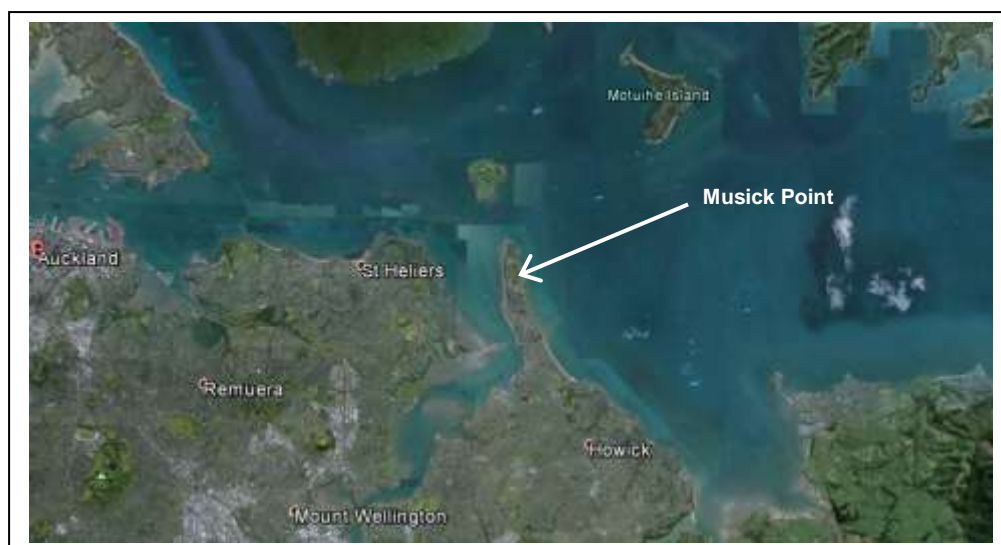 Motuihe Island
Musick Point
Auckland
St Heliers
Remuera
Howick
Mount Wellington